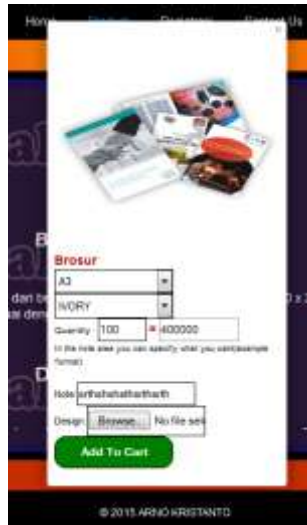 Home
Contact Us
Brosur
A3
IVORY
Quantity 100 = 400000
In the note area you can specify what you want(example
format)
Note
Design Browse... No file sel
Add To Cart
© 2015 ARNO KRISTANTO